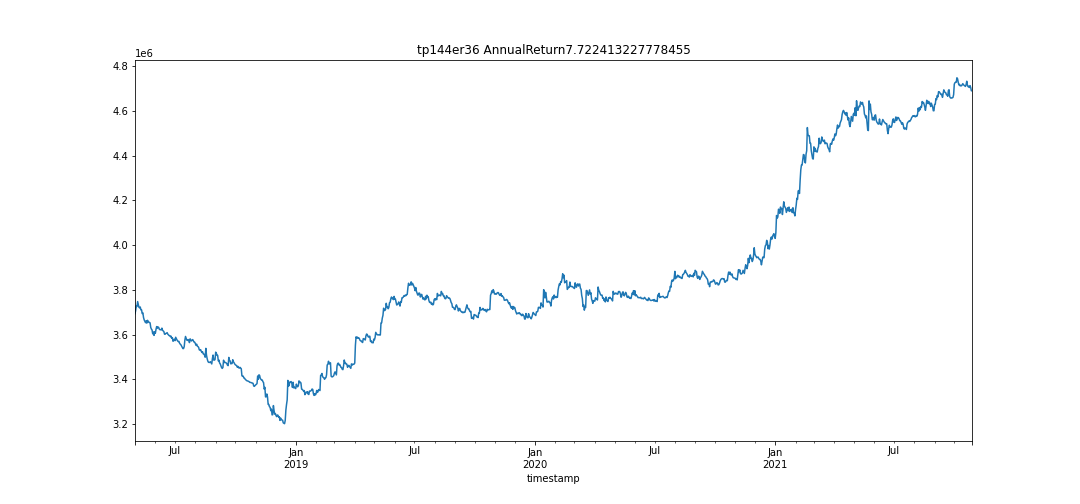 tp144er36 AnnualReturn7.722413227778455
1e6
4.8
4.6
4.4
4.2
4.0
3.8
3.6
3.4
3.2
Jul
Jan
2019
Jul
Jan
2020
Jul
Jan
2021
Jul
timestamp